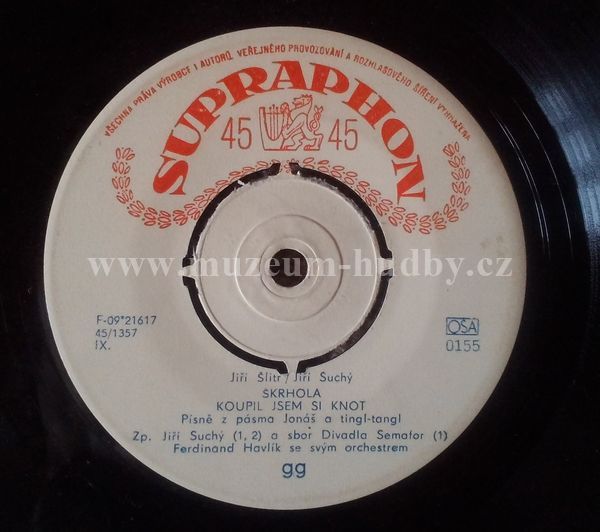 VŠECHNA PRÁVA VÝROBCE I AUTORŮ VEŘEJNÉHO PROVOZOVÁNÍ A ROZHLASOVÉHO ŠÍŘENÍ VYHRAZENA
SUPRAPHON
45 45
www.muzeum-hudby.cz
F-09*21617
45/1357
IX.
OSA
0155
Jiří Šlitr/Jiří Suchý
SKRHOLA
KOUPIL JSEM SI KNOT
Písně z pásma Jonáš a tingl-tangl
Zp. Jiří Suchý (1, 2) a sbor Divadla Semafor (1)
Ferdinand Havlík se svým orchestrem
gg